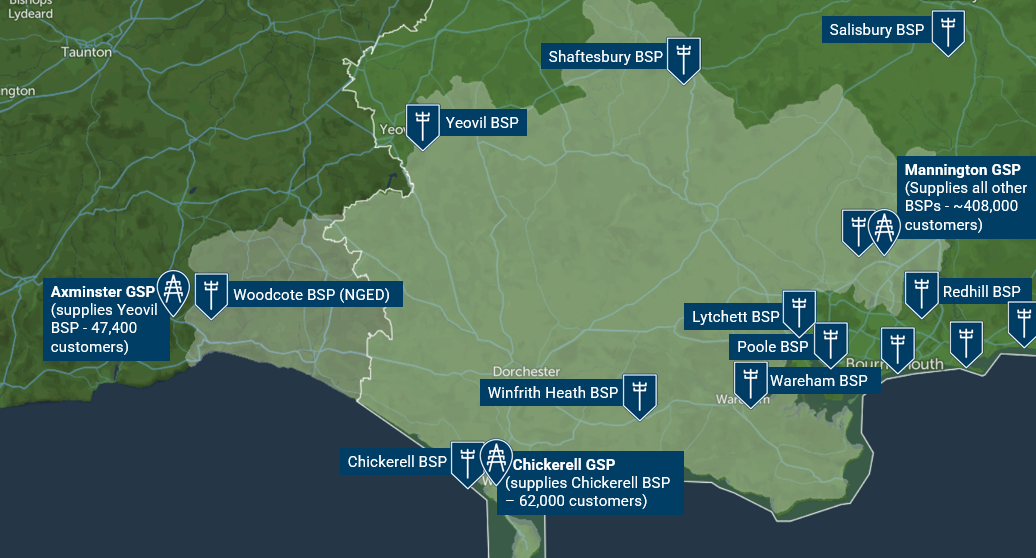 Bishops
Lydeard
Taunton
Salisbury BSP
Shaftesbury BSP
Yeovil BSP
Mannington GSP
(Supplies all other
BSPs - ~408,000
customers)
Axminster GSP
(supplies Yeovil
BSP - 47,400
customers)
Woodcote BSP (NGED)
Redhill BSP
Lytchett BSP
Poole BSP
Dorchester
Wareham BSP
Winfrith Heath BSP
Chickerell BSP
Chickerell GSP
(supplies Chickerell BSP
– 62,000 customers)